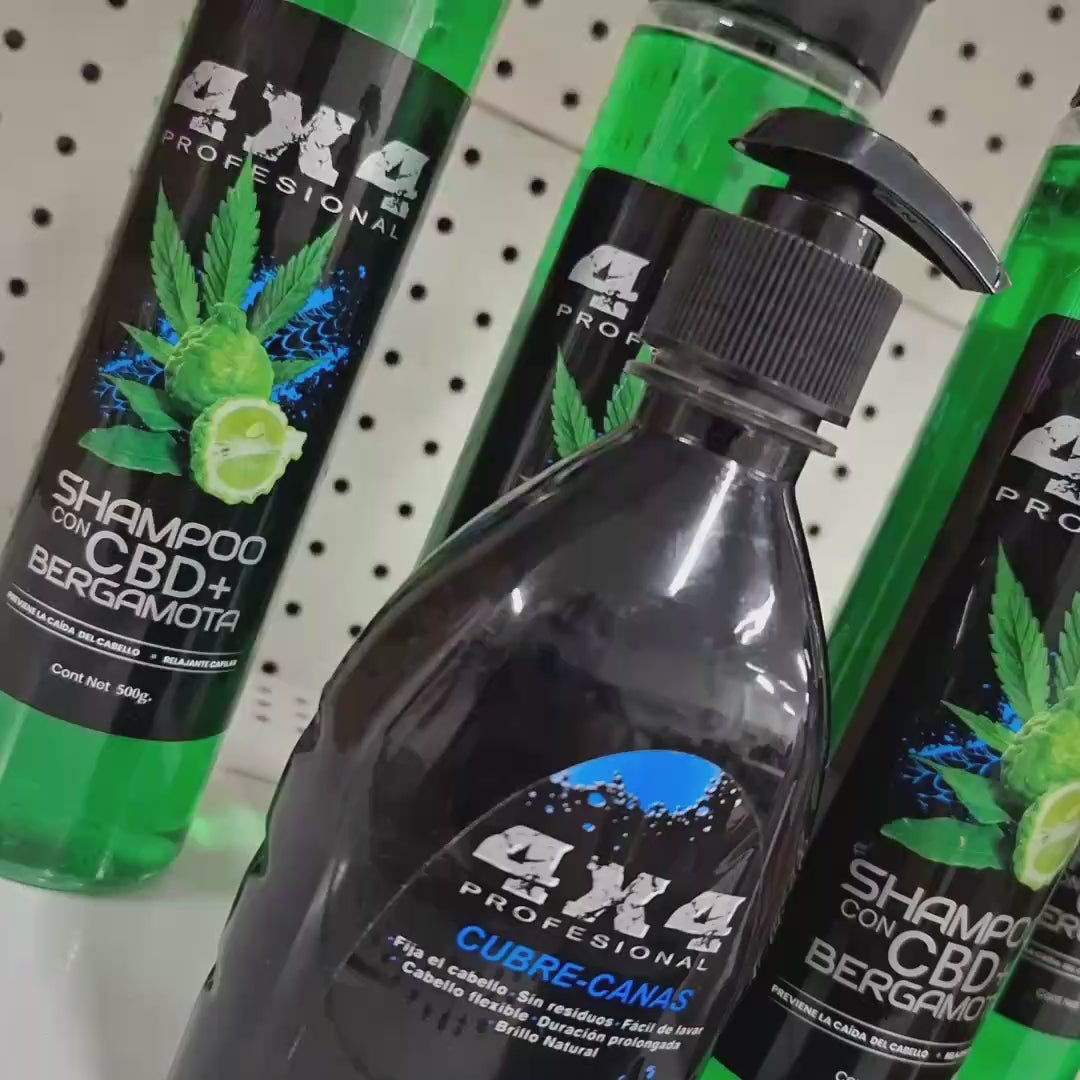 4X4
PROFESIONAL
SHAMPOO
CON CBD+
BERGAMOTA
PREVIENE LA CAÍDA DEL CABELLO • RELAJANTE CAPILAR
Cont Net 500g.
4
PROF
4X4
PROFESIONAL
CUBRE-CANAS
•Fija el cabello•Sin residuos•Fácil de lavar
•Cabello flexible•Duración prolongada
•Brillo Natural
4
PRO
SHAMPO
CON CBD+
BERGAMOT
PREVIENE LA CAÍDA DEL CABELLO